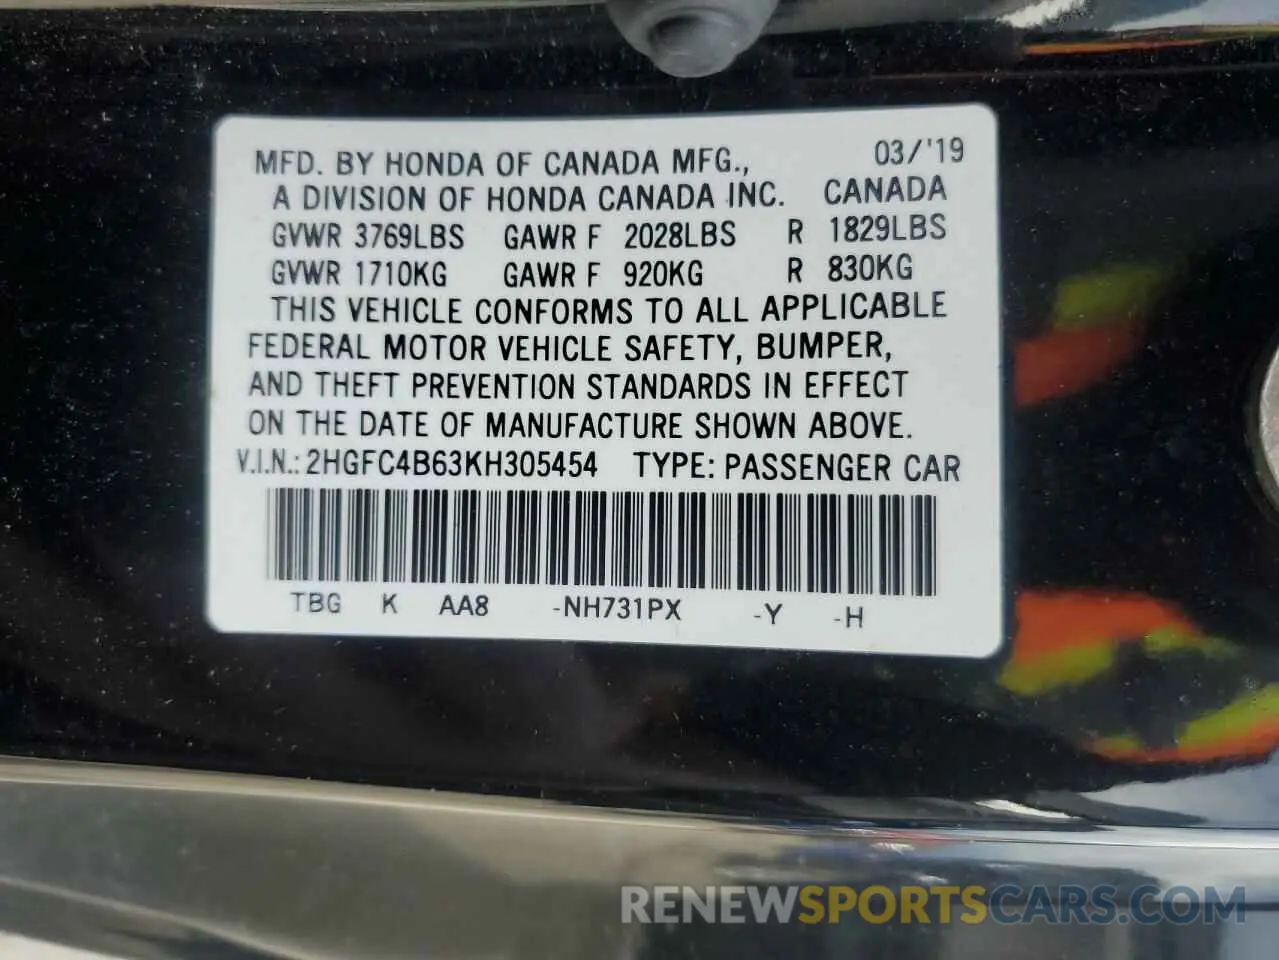 MFD. BY HONDA OF CANADA MFG., 03/'19
A DIVISION OF HONDA CANADA INC. CANADA
GVWR 3769LBS GAWR F 2028LBS R 1829LBS
GVWR 1710KG GAWR F 920KG R 830KG
THIS VEHICLE CONFORMS TO ALL APPLICABLE
FEDERAL MOTOR VEHICLE SAFETY, BUMPER,
AND THEFT PREVENTION STANDARDS IN EFFECT
ON THE DATE OF MANUFACTURE SHOWN ABOVE.
V.I.N.: 2HGFC4B63KH305454 TYPE: PASSENGER CAR
TBG K AA8 -NH731PX -Y -H
RENEWSPORTSCARS.COM